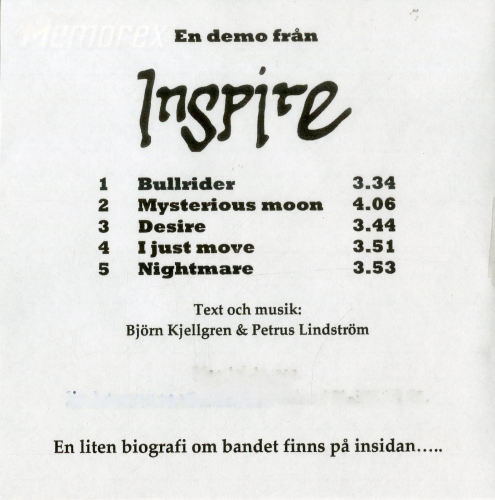 Memorex
En demo från
Inspire
1 Bullrider 3.34
2 Mysterious moon 4.06
3 Desire 3.44
4 I just move 3.51
5 Nightmare 3.53
Text och musik:
Björn Kjellgren & Petrus Lindström
En liten biografi om bandet finns på insidan…..